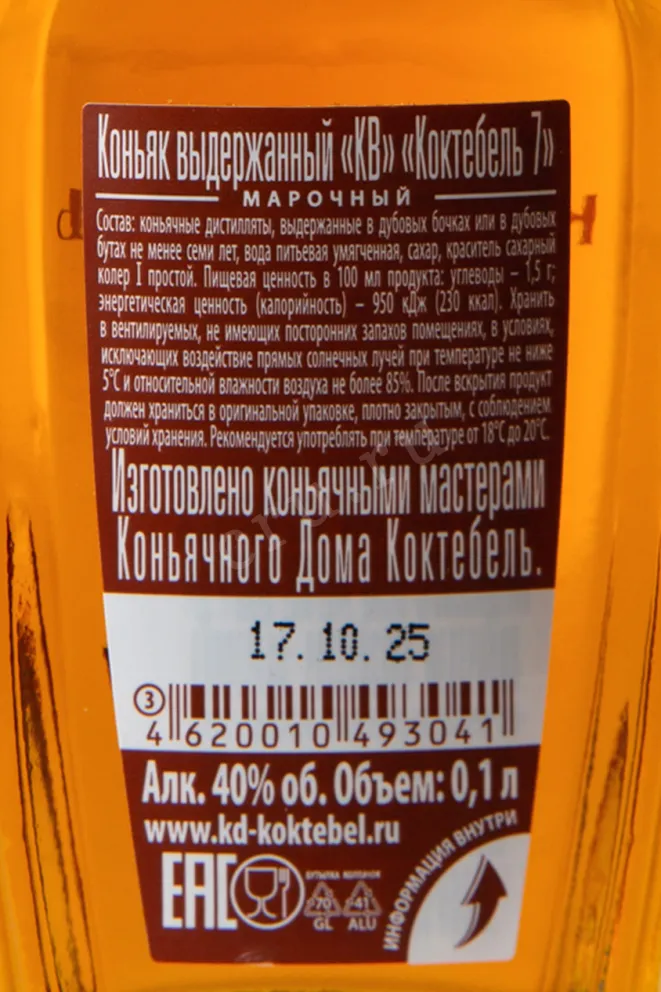 Коньяк выдержанный «КВ» «Коктебель 7»
МАРОЧНЫЙ
Состав: коньячные дистилляты, выдержанные в дубовых бочках или в дубовых
бутах не менее семи лет, вода питьевая умягченная, сахар, краситель сахарный
колер I простой. Пищевая ценность в 100 мл продукта: углеводы – 1,5 г;
энергетическая ценность (калорийность) – 950 кДж (230 ккал). Хранить
в вентилируемых, не имеющих посторонних запахов помещениях, в условиях,
исключающих воздействие прямых солнечных лучей при температуре не ниже
5°С и относительной влажности воздуха не более 85%. После вскрытия продукт
должен храниться в оригинальной упаковке, плотно закрытым, с соблюдением
условий хранения. Рекомендуется употреблять при температуре от 18°С до 20°С.
Изготовлено коньячными мастерами
Коньячного Дома Коктебель.
17. 10. 25
3
4 620010 493041
Алк. 40% об. Объем: 0,1 л
www.kd-koktebel.ru
ИНФОРМАЦИЯ ВНУТРИ
EAC
БУТЫЛКА КОЛПАЧОК
70 41
GL ALU